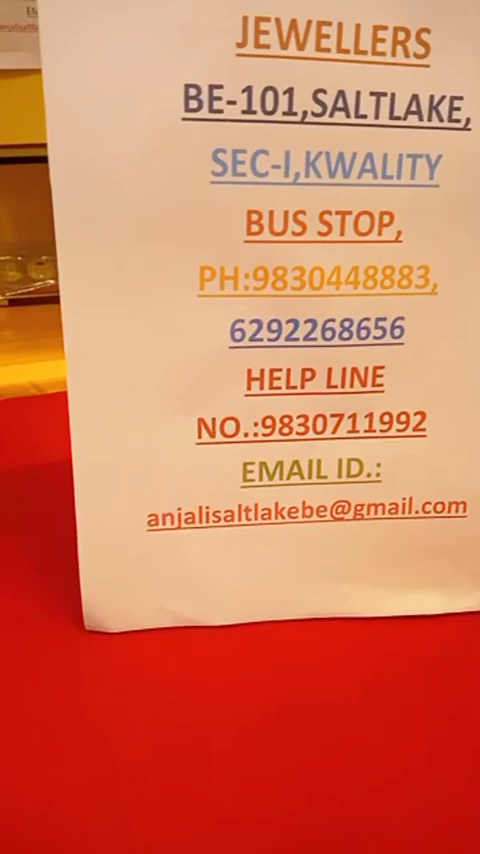 JEWELLERS
BE-101,SALTLAKE,
SEC-I,KWALITY
BUS STOP,
PH:9830448883,
6292268656
HELP LINE
NO.:9830711992
EMAIL ID.:
anjalisaltlakebe@gmail.com